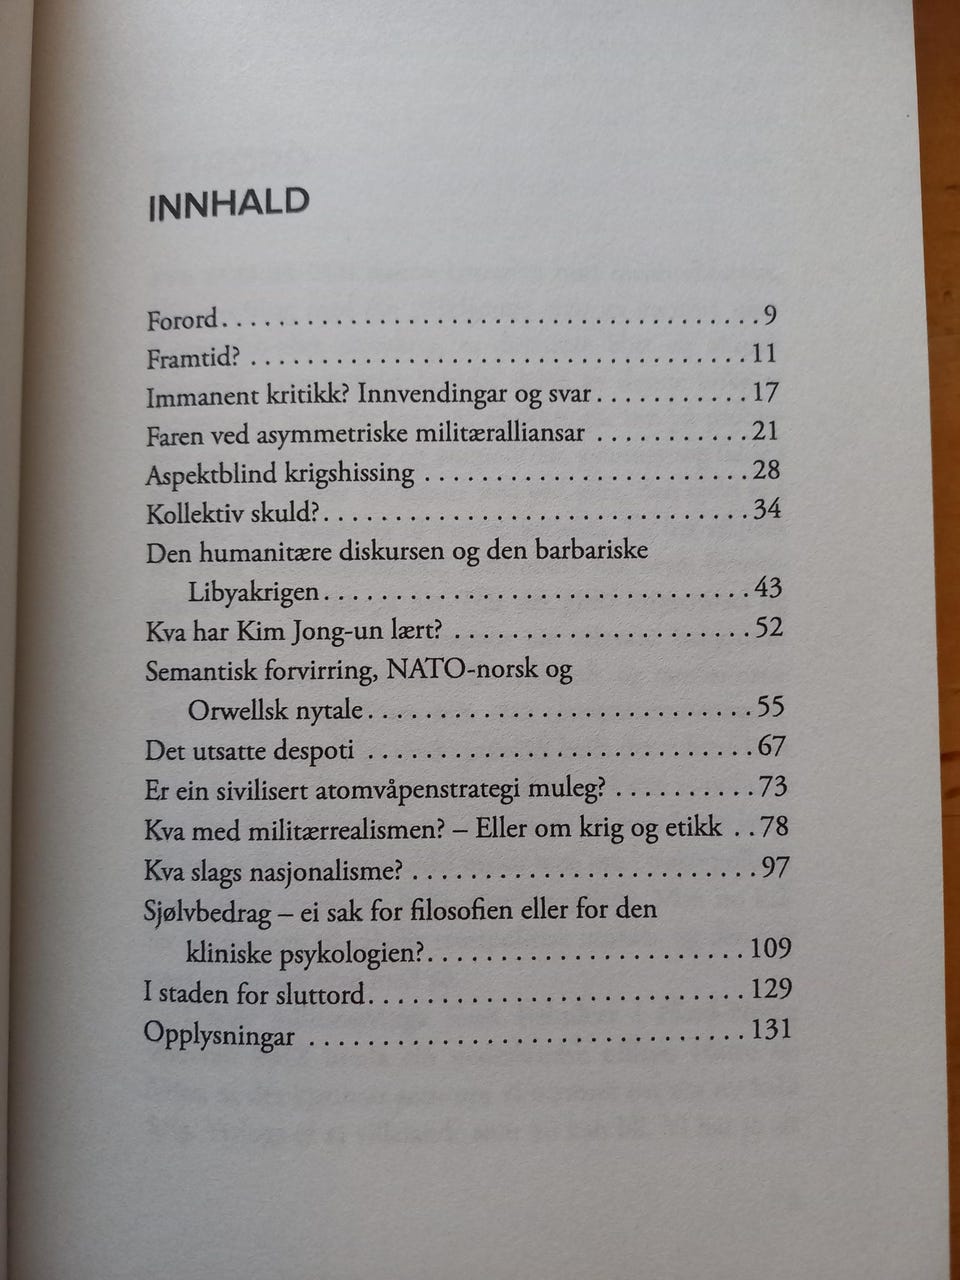 INNHALD
Forord. . . . . . . . . . . . . . . . . . . . . . . . . . . . . . . . . . . . . .9
Framtid? . . . . . . . . . . . . . . . . . . . . . . . . . . . . . . . . . . .11
Immanent kritikk? Innvendingar og svar. . . . . . . . . . .17
Faren ved asymmetriske militæralliansar . . . . . . . . . . .21
Aspektblind krigshissing . . . . . . . . . . . . . . . . . . . . . . .28
Kollektiv skuld?. . . . . . . . . . . . . . . . . . . . . . . . . . . . . .34
Den humanitære diskursen og den barbariske
Libyakrigen. . . . . . . . . . . . . . . . . . . . . . . . . . . . . .43
Kva har Kim Jong-un lært? . . . . . . . . . . . . . . . . . . . . .52
Semantisk forvirring, NATO-norsk og
Orwellsk nytale. . . . . . . . . . . . . . . . . . . . . . . . . . .55
Det utsatte despoti . . . . . . . . . . . . . . . . . . . . . . . . . . .67
Er ein sivilisert atomvåpenstrategi muleg? . . . . . . . . . .73
Kva med militærrealismen? – Eller om krig og etikk . .78
Kva slags nasjonalisme? . . . . . . . . . . . . . . . . . . . . . . . .97
Sjølvbedrag – ei sak for filosofien eller for den
kliniske psykologien?. . . . . . . . . . . . . . . . . . . . . . 109
I staden for sluttord. . . . . . . . . . . . . . . . . . . . . . . . . . 129
Opplysningar . . . . . . . . . . . . . . . . . . . . . . . . . . . . . . 131